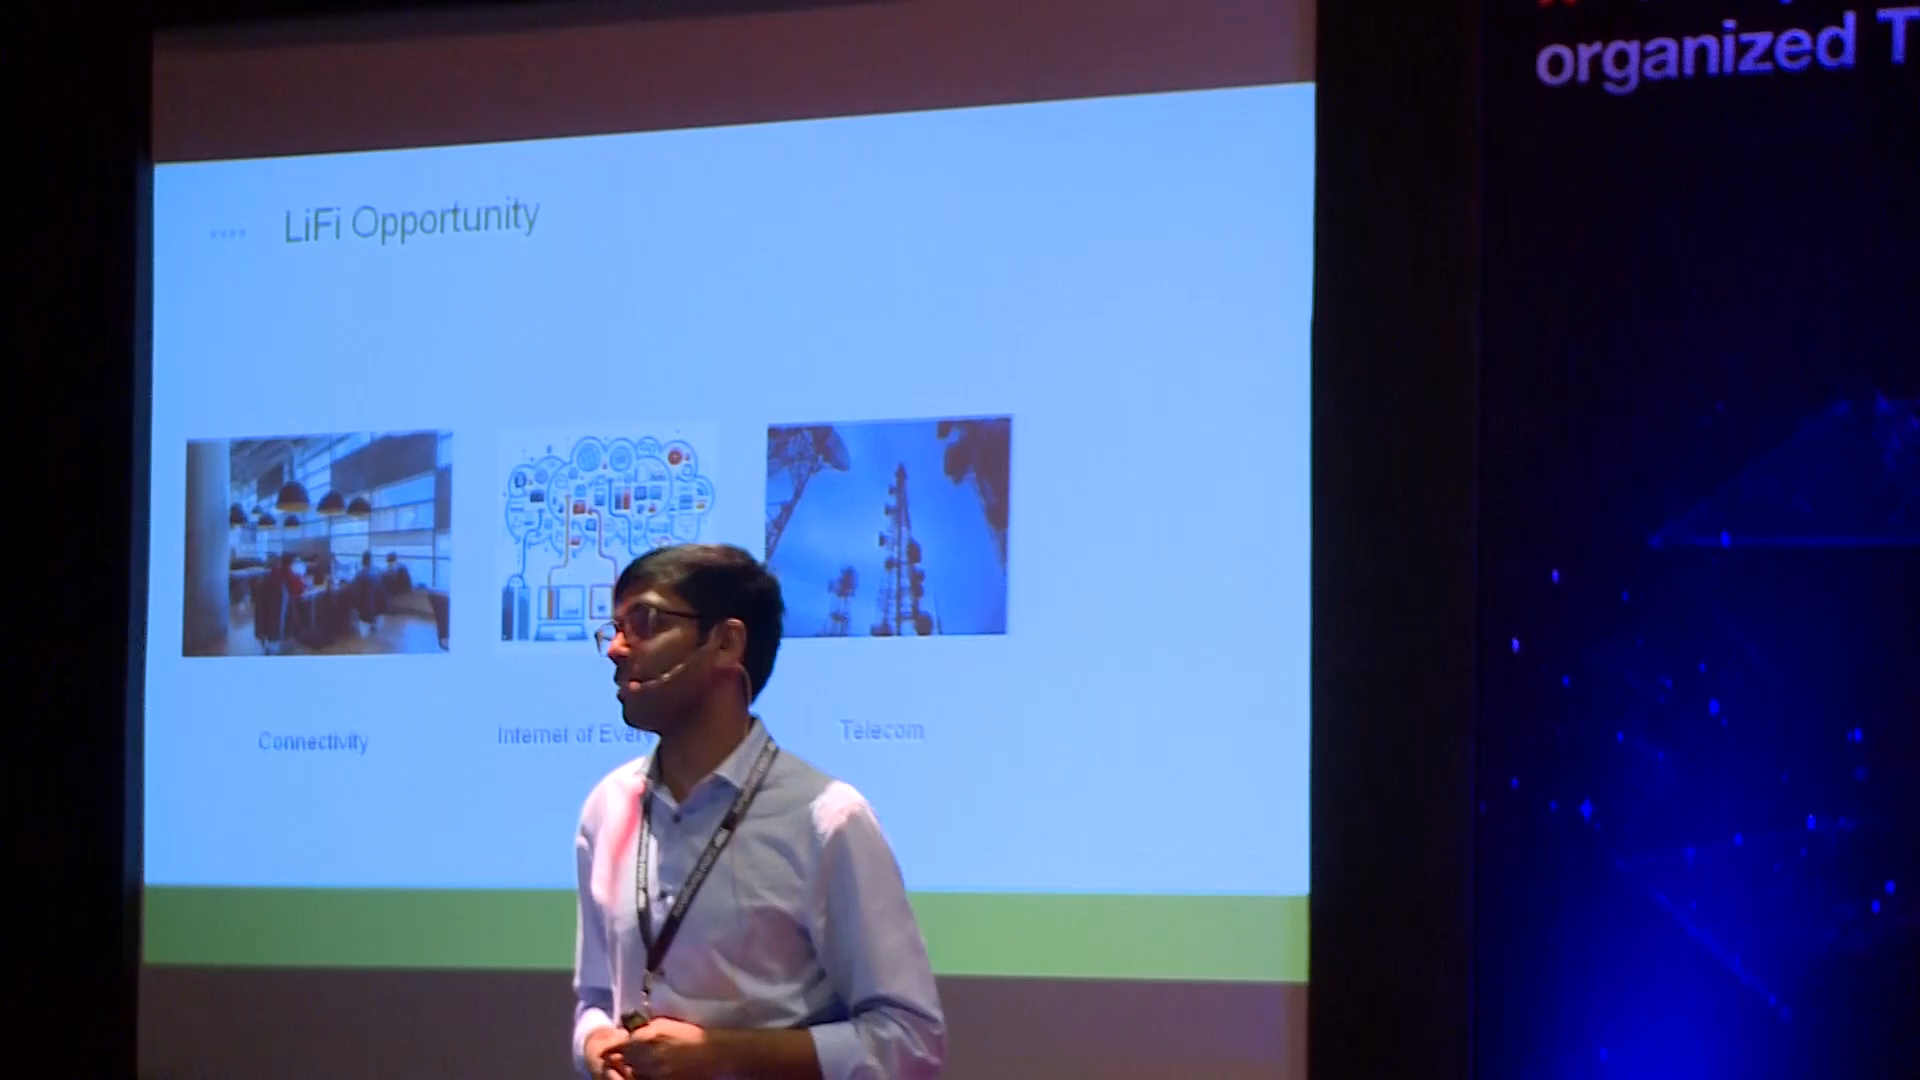 organized T
LiFi Opportunity
Connectivity
Internet of Every
Telecom